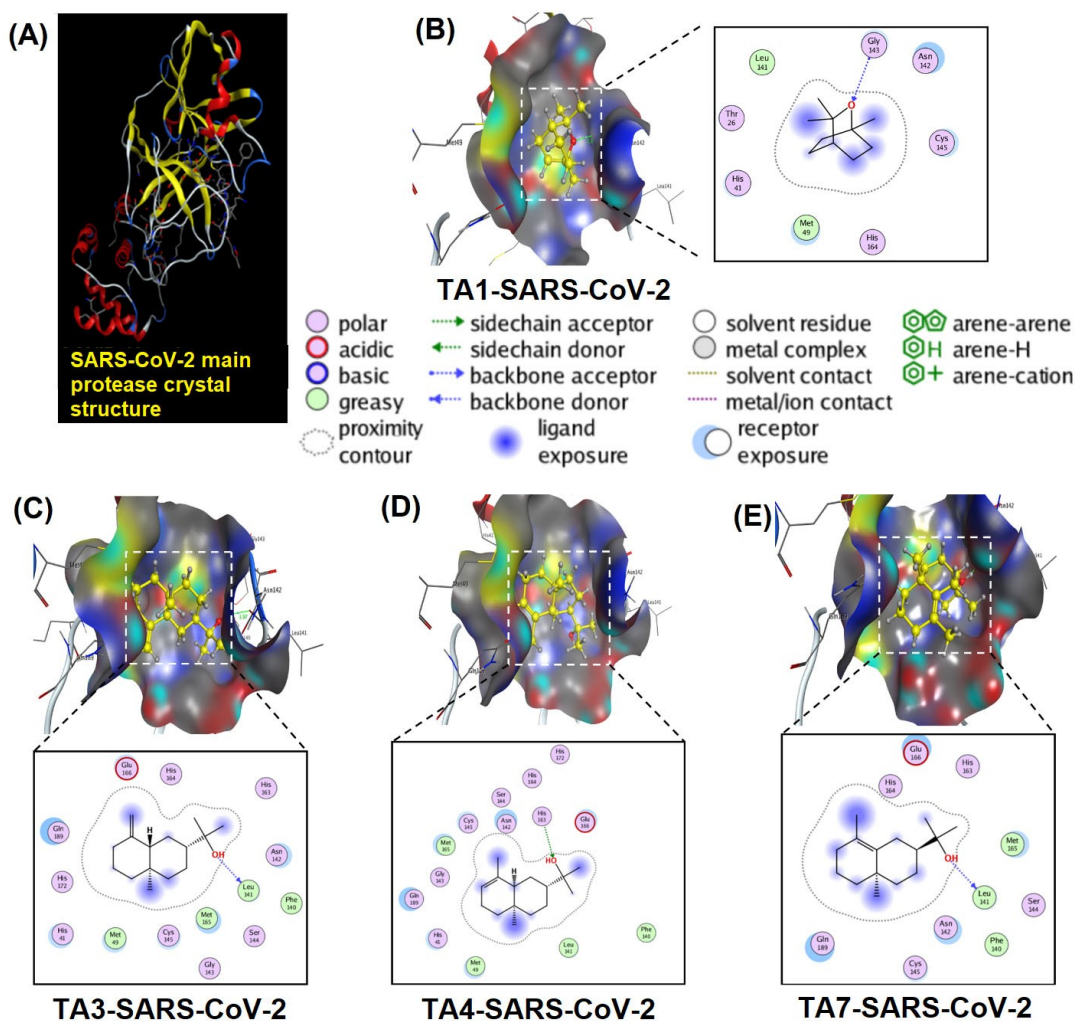 (A)
SARS-CoV-2 main
protease crystal
structure
(B)
Met49
Leu141
Gly
143
Asn
142
Leu
141
Thr
26
Cys
145
His
41
Met
49
His
164
TA1-SARS-CoV-2
polar
acidic
basic
greasy
proximity
contour
sidechain acceptor
sidechain donor
backbone acceptor
backbone donor
ligand
exposure
solvent residue
metal complex
solvent contact
metal/ion contact
receptor
exposure
arene-arene
H
arene-H
+
arene-cation
(C)
Gly143
Asn142
Leu141
Glu
166
His
164
His
163
Gln
189
H
OH
Asn
142
His
172
Leu
141
Phe
140
Met
165
His
41
Met
49
Cys
145
Ser
144
Gly
143
TA3-SARS-CoV-2
(D)
Met49
Leu141
His
172
His
164
Ser
144
Cys
145
Asn
142
His
163
Glu
166
Met
165
Gly
143
HO
H
Gln
189
His
41
Leu
141
Phe
140
Met
49
TA4-SARS-CoV-2
(E)
Glu
166
His
163
His
164
Met
165
OH
Leu
141
Ser
144
Asn
142
Phe
140
Gln
189
Cys
145
TA7-SARS-CoV-2